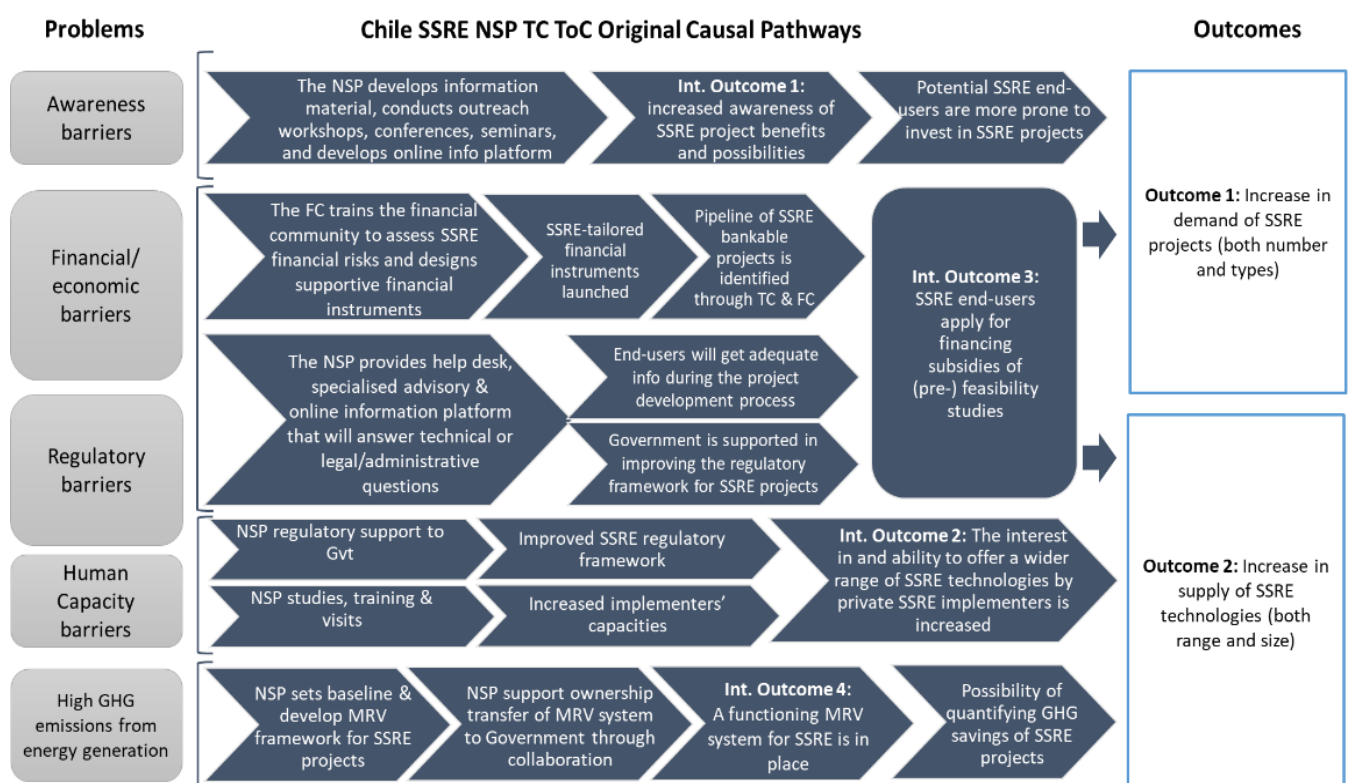 Problems
Chile SSRE NSP TC ToC Original Causal Pathways
Outcomes
Awareness
barriers
The NSP develops information
material, conducts outreach
workshops, conferences, seminars,
and develops online info platform
Int. Outcome 1:
increased awareness of
SSRE project benefits
and possibilities
Potential SSRE end-
users are more prone to
invest in SSRE projects
Financial/
economic
barriers
The FC trains the financial
community to assess SSRE
financial risks and designs
supportive financial
instruments
SSRE-tailored
financial
instruments
launched
Pipeline of SSRE
bankable
projects is
identified
through TC & FC
Int. Outcome 3:
SSRE end-users
apply for
financing
subsidies of
(pre-) feasibility
studies
Outcome 1: Increase in
demand of SSRE
projects (both number
and types)
Regulatory
barriers
The NSP provides help desk,
specialised advisory &
online information platform
that will answer technical or
legal/administrative
questions
End-users will get adequate
info during the project
development process
Government is supported in
improving the regulatory
framework for SSRE projects
Human
Capacity
barriers
NSP regulatory support to
Gvt
Improved SSRE regulatory
framework
NSP studies, training &
visits
Increased implementers’
capacities
Int. Outcome 2: The interest
in and ability to offer a wider
range of SSRE technologies by
private SSRE implementers is
increased
Outcome 2: Increase in
supply of SSRE
technologies (both
range and size)
High GHG
emissions from
energy generation
NSP sets baseline &
develop MRV
framework for SSRE
projects
NSP support ownership
transfer of MRV system
to Government through
collaboration
Int. Outcome 4:
A functioning MRV
system for SSRE is in
place
Possibility of
quantifying GHG
savings of SSRE
projects